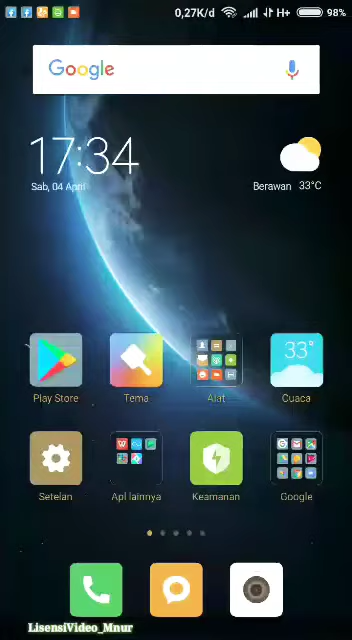 0,27K/d H+ 98%
Google
17:34
Sab, 04 April
Berawan 33°C
33°
Play Store Tema Alat Cuaca
Setelan Apl lainnya Keamanan Google
LisensiVideo_Mnur